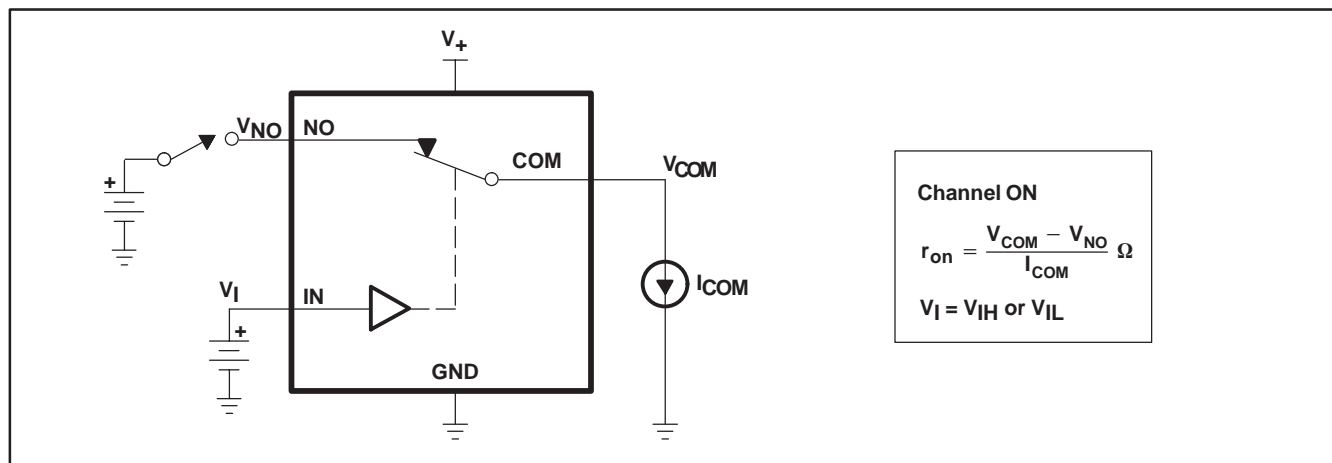 V+
VNO NO
COM
VCOM
+
ICOM
VI IN
+
GND
Channel ON
ron = VCOM − VNO / ICOM Ω
VI = VIH or VIL